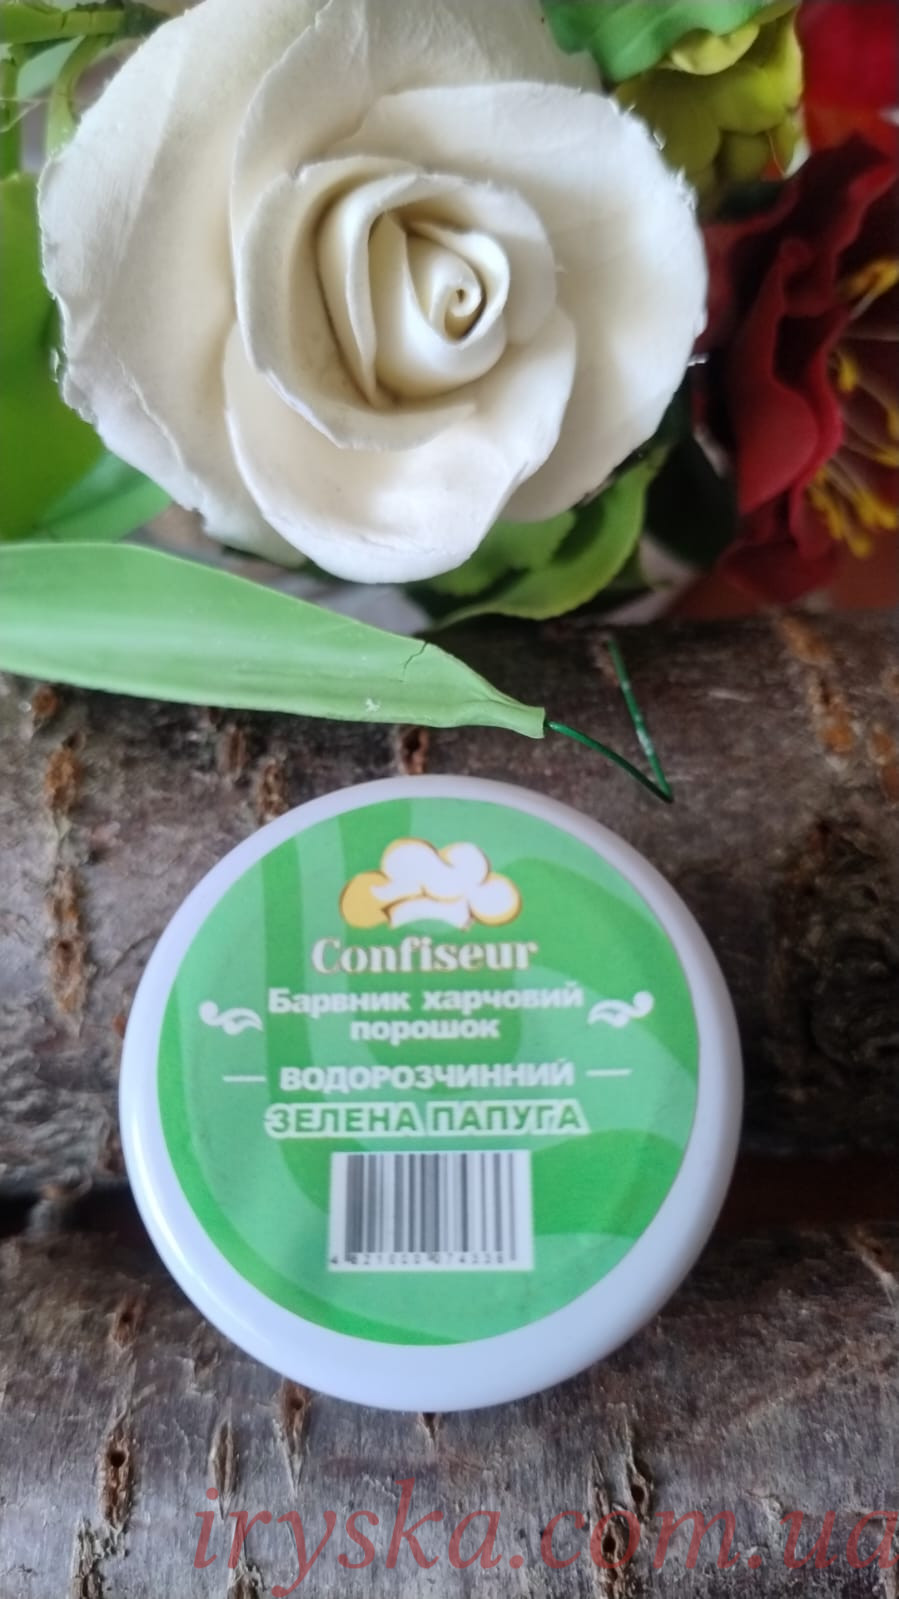 Confiseur
Барвник харчовий
порошок
ВОДОРОЗЧИННИЙ
ЗЕЛЕНА ПАПУГА
iryska.com.ua